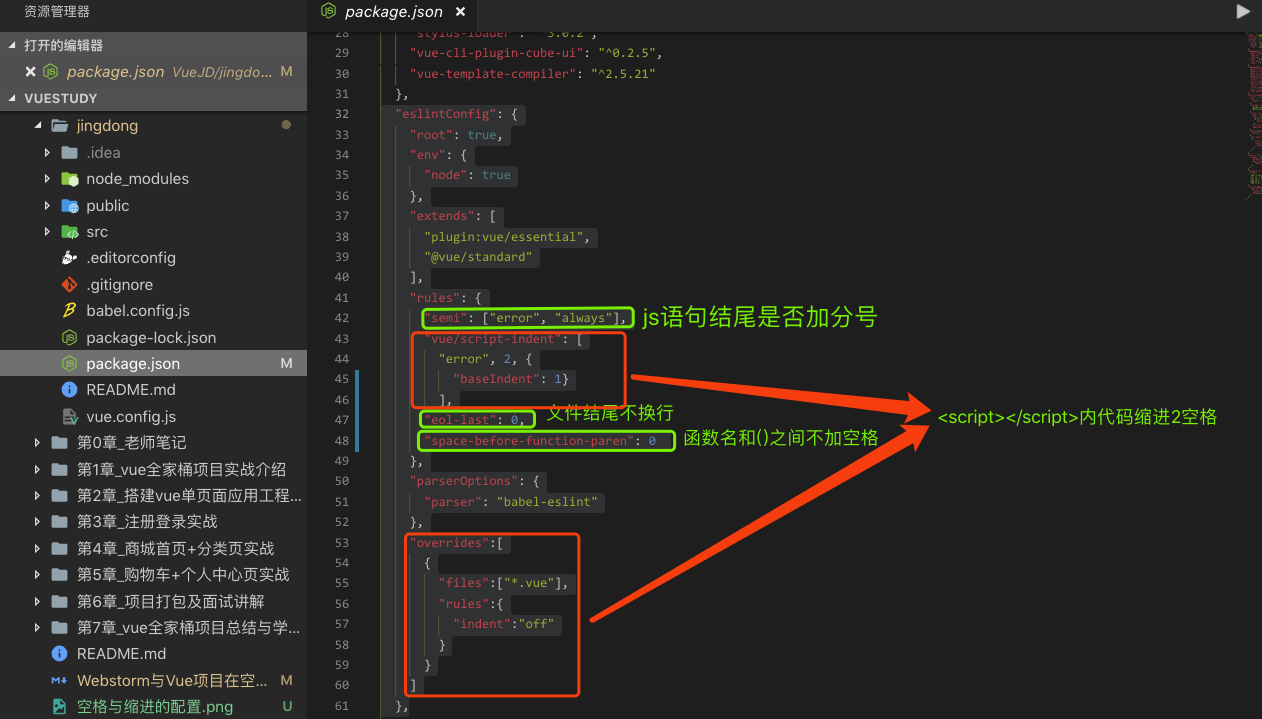 资源管理器
打开的编辑器
package.json VueJD/jingdo... M
VUESTUDY
jingdong
.idea
node_modules
public
src
.editorconfig
.gitignore
babel.config.js
package-lock.json
package.json M
README.md
vue.config.js
第0章_老师笔记
第1章_vue全家桶项目实战介绍
第2章_搭建vue单页面应用工程...
第3章_注册登录实战
第4章_商城首页+分类页实战
第5章_购物车+个人中心页实战
第6章_项目打包及面试讲解
第7章_vue全家桶项目总结与学...
README.md
Webstorm与Vue项目在空... M
空格与缩进的配置.png U
package.json
28 "stylus-loader": "^3.0.2",
29 "vue-cli-plugin-cube-ui": "^0.2.5",
30 "vue-template-compiler": "^2.5.21"
31 },
32 "eslintConfig": {
33 "root": true,
34 "env": {
35 "node": true
36 },
37 "extends": [
38 "plugin:vue/essential",
39 "@vue/standard"
40 ],
41 "rules": {
42 "semi": ["error", "always"], js语句结尾是否加分号
43 "vue/script-indent": [
44 "error", 2, {
45 "baseIndent": 1}
46 ],
47 "eol-last": 0, 文件结尾不换行
48 "space-before-function-paren": 0 函数名和()之间不加空格
49 },
50 "parserOptions": {
51 "parser": "babel-eslint"
52 },
53 "overrides":[
54 {
55 "files":["*.vue"],
56 "rules":{
57 "indent":"off"
58 }
59 }
60 ]
61 },
<script></script>内代码缩进2空格